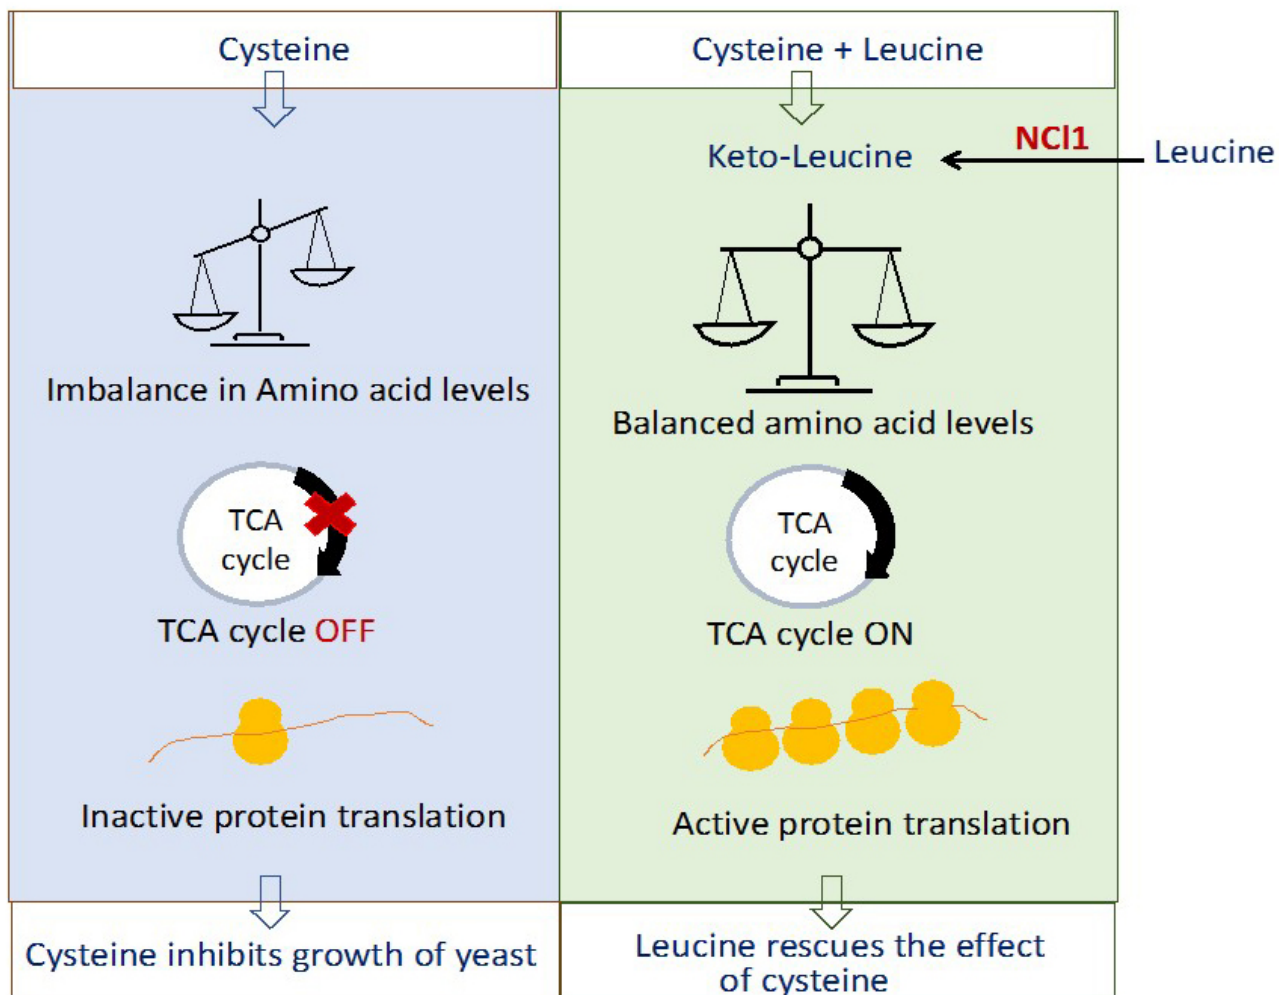 Cysteine
Imbalance in Amino acid levels
TCA
cycle
TCA cycle OFF
Inactive protein translation
Cysteine inhibits growth of yeast
Cysteine + Leucine
NCl1
Keto-Leucine
Leucine
Balanced amino acid levels
TCA
cycle
TCA cycle ON
Active protein translation
Leucine rescues the effect
of cysteine